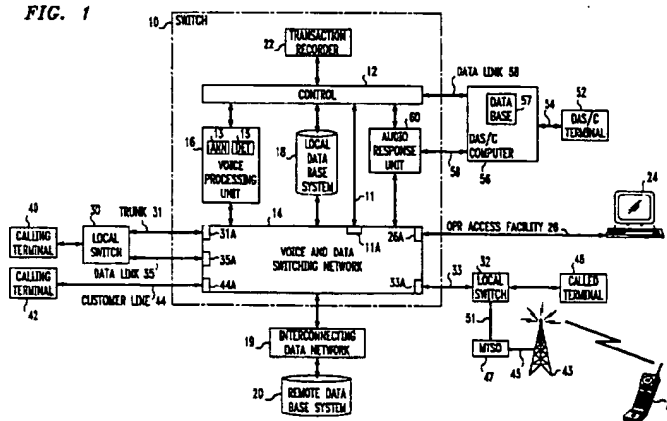 FIG. 1
10
SWITCH
22
TRANSACTION
RECORDER
12
CONTROL
DATA LINK 58
16
13
15
ANN
DET
VOICE
PROCESSING
UNIT
18
LOCAL
DATA BASE
SYSTEM
11
60
AUDIO
RESPONSE
UNIT
58
DATA
BASE
57
DAS/C
COMPUTER
56
54
52
DAS/C
TERMINAL
24
40
CALLING
TERMINAL
30
LOCAL
SWITCH
TRUNK 31
31A
14
11A
26A
OPR ACCESS FACILITY 26
VOICE AND DATA
SWITCHING NETWORK
DATA LINK 35
35A
CALLING
TERMINAL
42
CUSTOMER LINE 44
44A
33A
33
32
LOCAL
SWITCH
46
CALLED
TERMINAL
51
19
INTERCONNECTING
DATA NETWORK
MTSO
47
45
43
20
REMOTE DATA
BASE SYSTEM